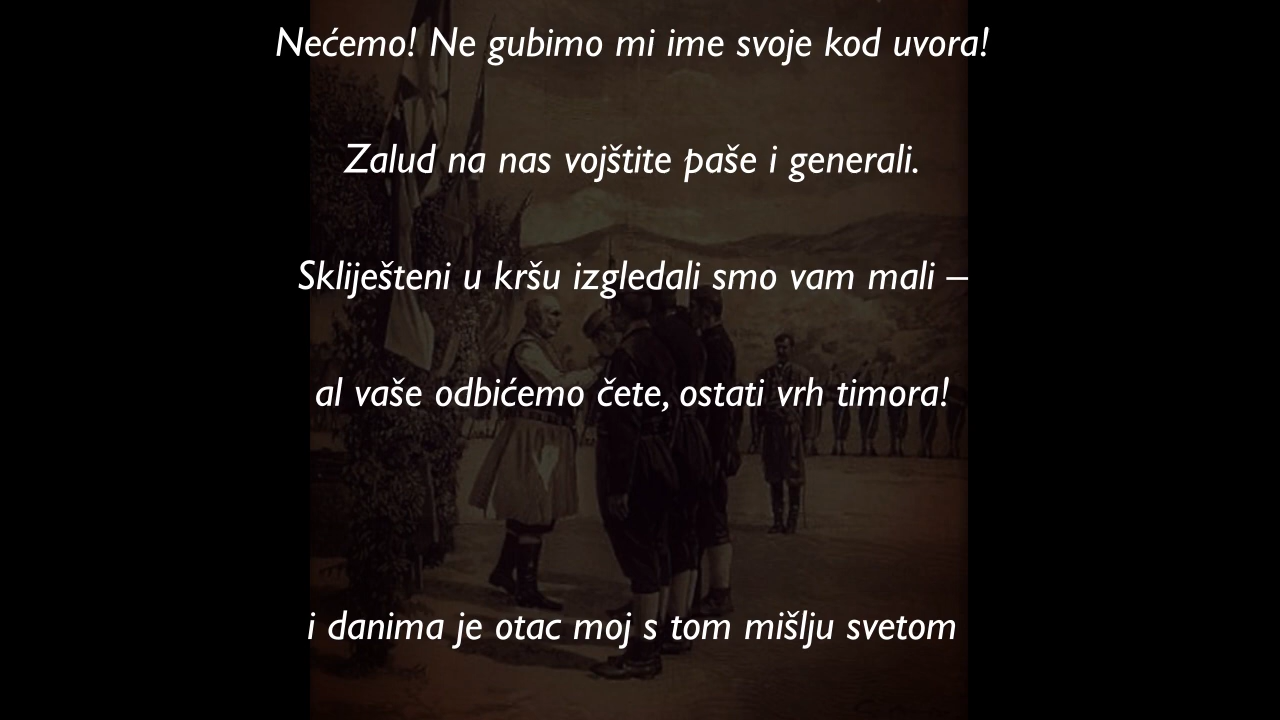 Nećemo! Ne gubimo mi ime svoje kod uvora!
Zalud na nas vojštite paše i generali.
Skliješteni u kršu izgledali smo vam mali –
al vaše odbićemo čete, ostati vrh timora!
i danima je otac moj s tom mišlju svetom